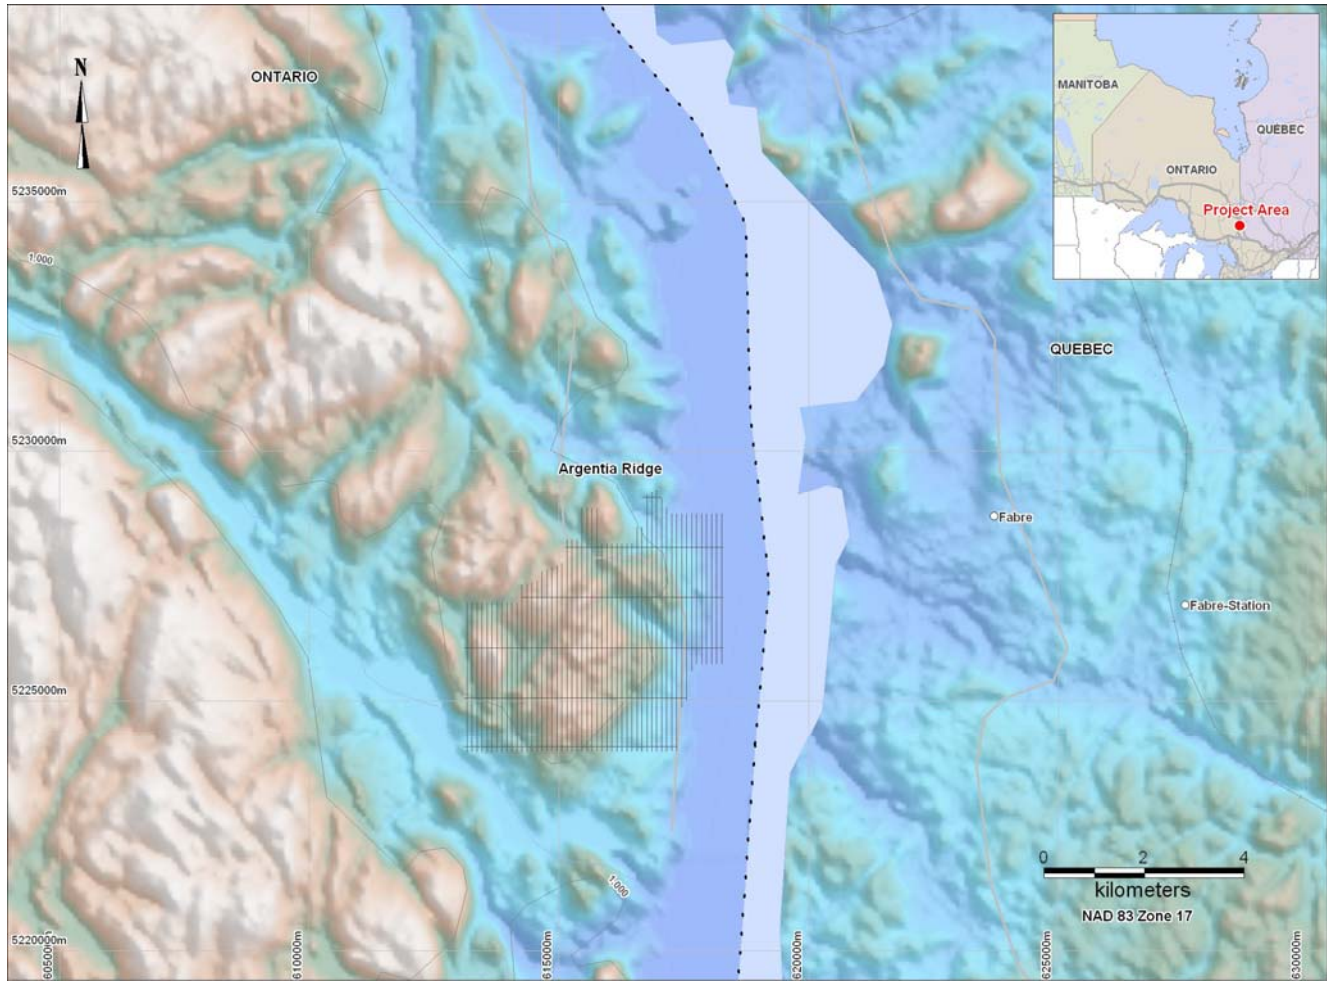 N
ONTARIO
MANITOBA
QUEBEC
ONTARIO
Project Area
5235000m
1,000
QUEBEC
5230000m
Argentia Ridge
Fabre
Fabre-Station
5225000m
0 2 4
kilometers
NAD 83 Zone 17
1,000
5220000m
605000m
610000m
615000m
620000m
625000m
630000m